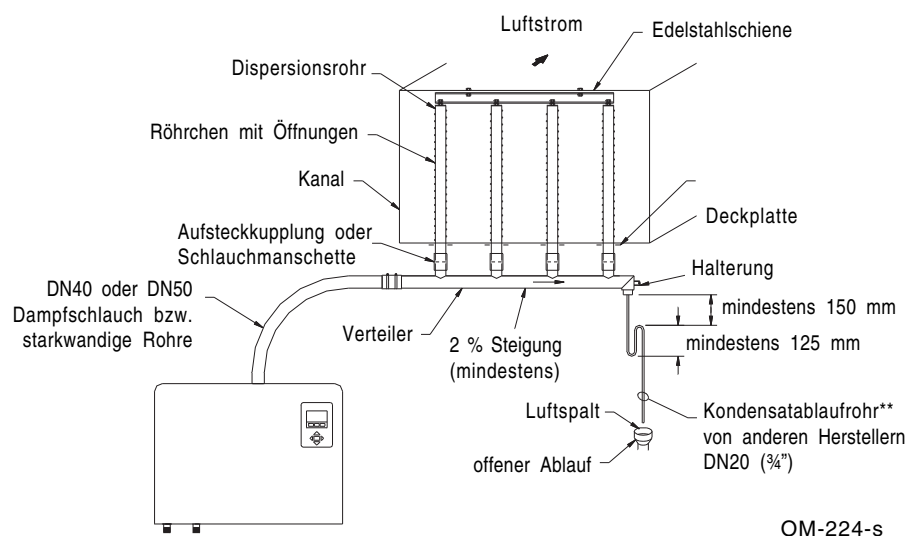 Luftstrom
Edelstahlschiene
Dispersionsrohr
Röhrchen mit Öffnungen
Kanal
Deckplatte
Aufsteckkupplung oder
Schlauchmanschette
Halterung
DN40 oder DN50
Dampfschlauch bzw.
starkwandige Rohre
mindestens 150 mm
Verteiler
2 % Steigung
(mindestens)
mindestens 125 mm
Luftspalt
offener Ablauf
Kondensatablaufrohr**
von anderen Herstellern
DN20 (¾”)
OM-224-s